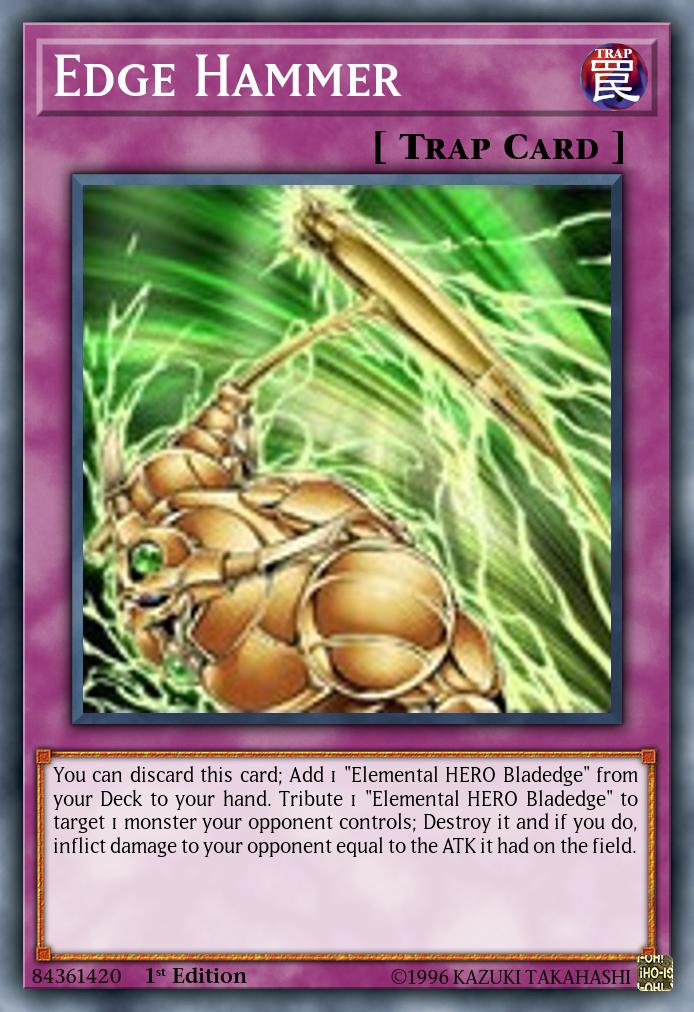 Edge Hammer
TRAP
罠
[ Trap Card ]
You can discard this card; Add 1 "Elemental HERO Bladedge" from
your Deck to your hand. Tribute 1 "Elemental HERO Bladedge" to
target 1 monster your opponent controls; Destroy it and if you do,
inflict damage to your opponent equal to the ATK it had on the field.
84361420 1st Edition ©1996 KAZUKI TAKAHASHI